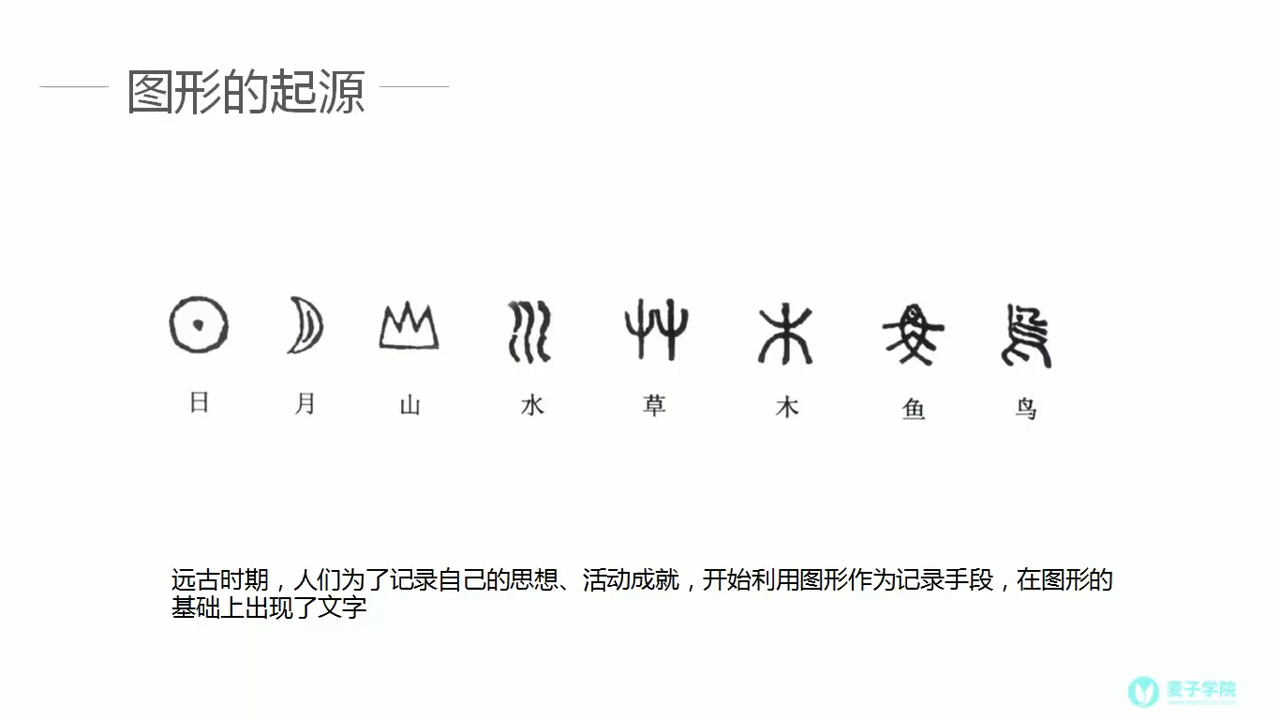 图形的起源
日 月 山 水 草 木 鱼 鸟
远古时期，人们为了记录自己的思想、活动成就，开始利用图形作为记录手段，在图形的
基础上出现了文字
麦子学院